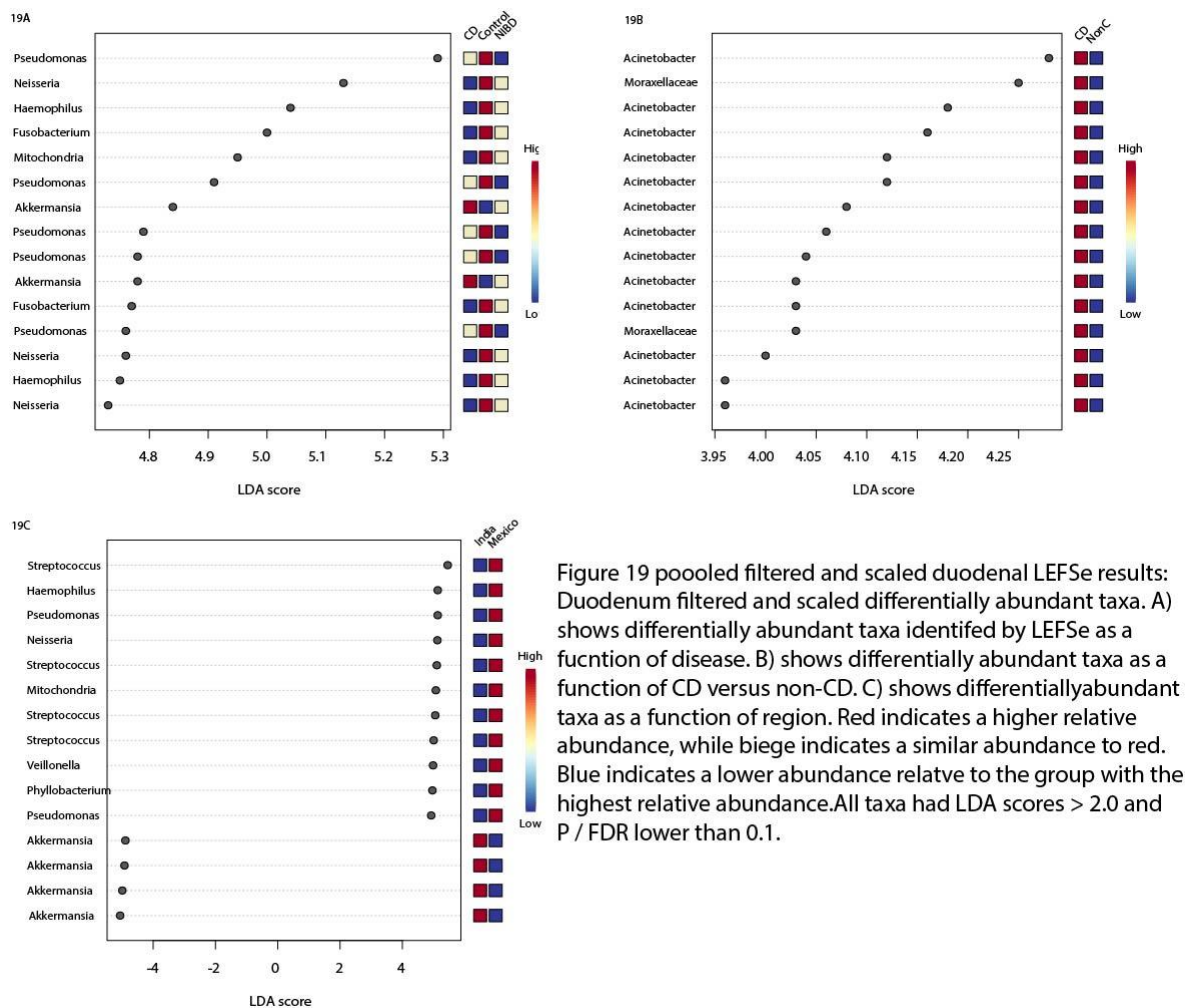 19A
CD Control NIBD
Pseudomonas
Neisseria
Haemophilus
Fusobacterium
Mitochondria
Pseudomonas
Akkermansia
Pseudomonas
Pseudomonas
Akkermansia
Fusobacterium
Pseudomonas
Neisseria
Haemophilus
Neisseria
Hig
Lo
4.8 4.9 5.0 5.1 5.2 5.3
LDA score
19B
CD NonC
Acinetobacter
Moraxellaceae
Acinetobacter
Acinetobacter
Acinetobacter
Acinetobacter
Acinetobacter
Acinetobacter
Acinetobacter
Acinetobacter
Acinetobacter
Moraxellaceae
Acinetobacter
Acinetobacter
Acinetobacter
High
Low
3.95 4.00 4.05 4.10 4.15 4.20 4.25
LDA score
19C
India Mexico
Streptococcus
Haemophilus
Pseudomonas
Neisseria
Streptococcus
Mitochondria
Streptococcus
Streptococcus
Veillonella
Phyllobacterium
Pseudomonas
Akkermansia
Akkermansia
Akkermansia
Akkermansia
High
Low
-4 -2 0 2 4
LDA score
Figure 19 poooled filtered and scaled duodenal LEFSe results:
Duodenum filtered and scaled differentially abundant taxa. A)
shows differentially abundant taxa identifed by LEFSe as a
fucntion of disease. B) shows differentially abundant taxa as a
function of CD versus non-CD. C) shows differentiallyabundant
taxa as a function of region. Red indicates a higher relative
abundance, while biege indicates a similar abundance to red.
Blue indicates a lower abundance relatve to the group with the
highest relative abundance.All taxa had LDA scores > 2.0 and
P / FDR lower than 0.1.